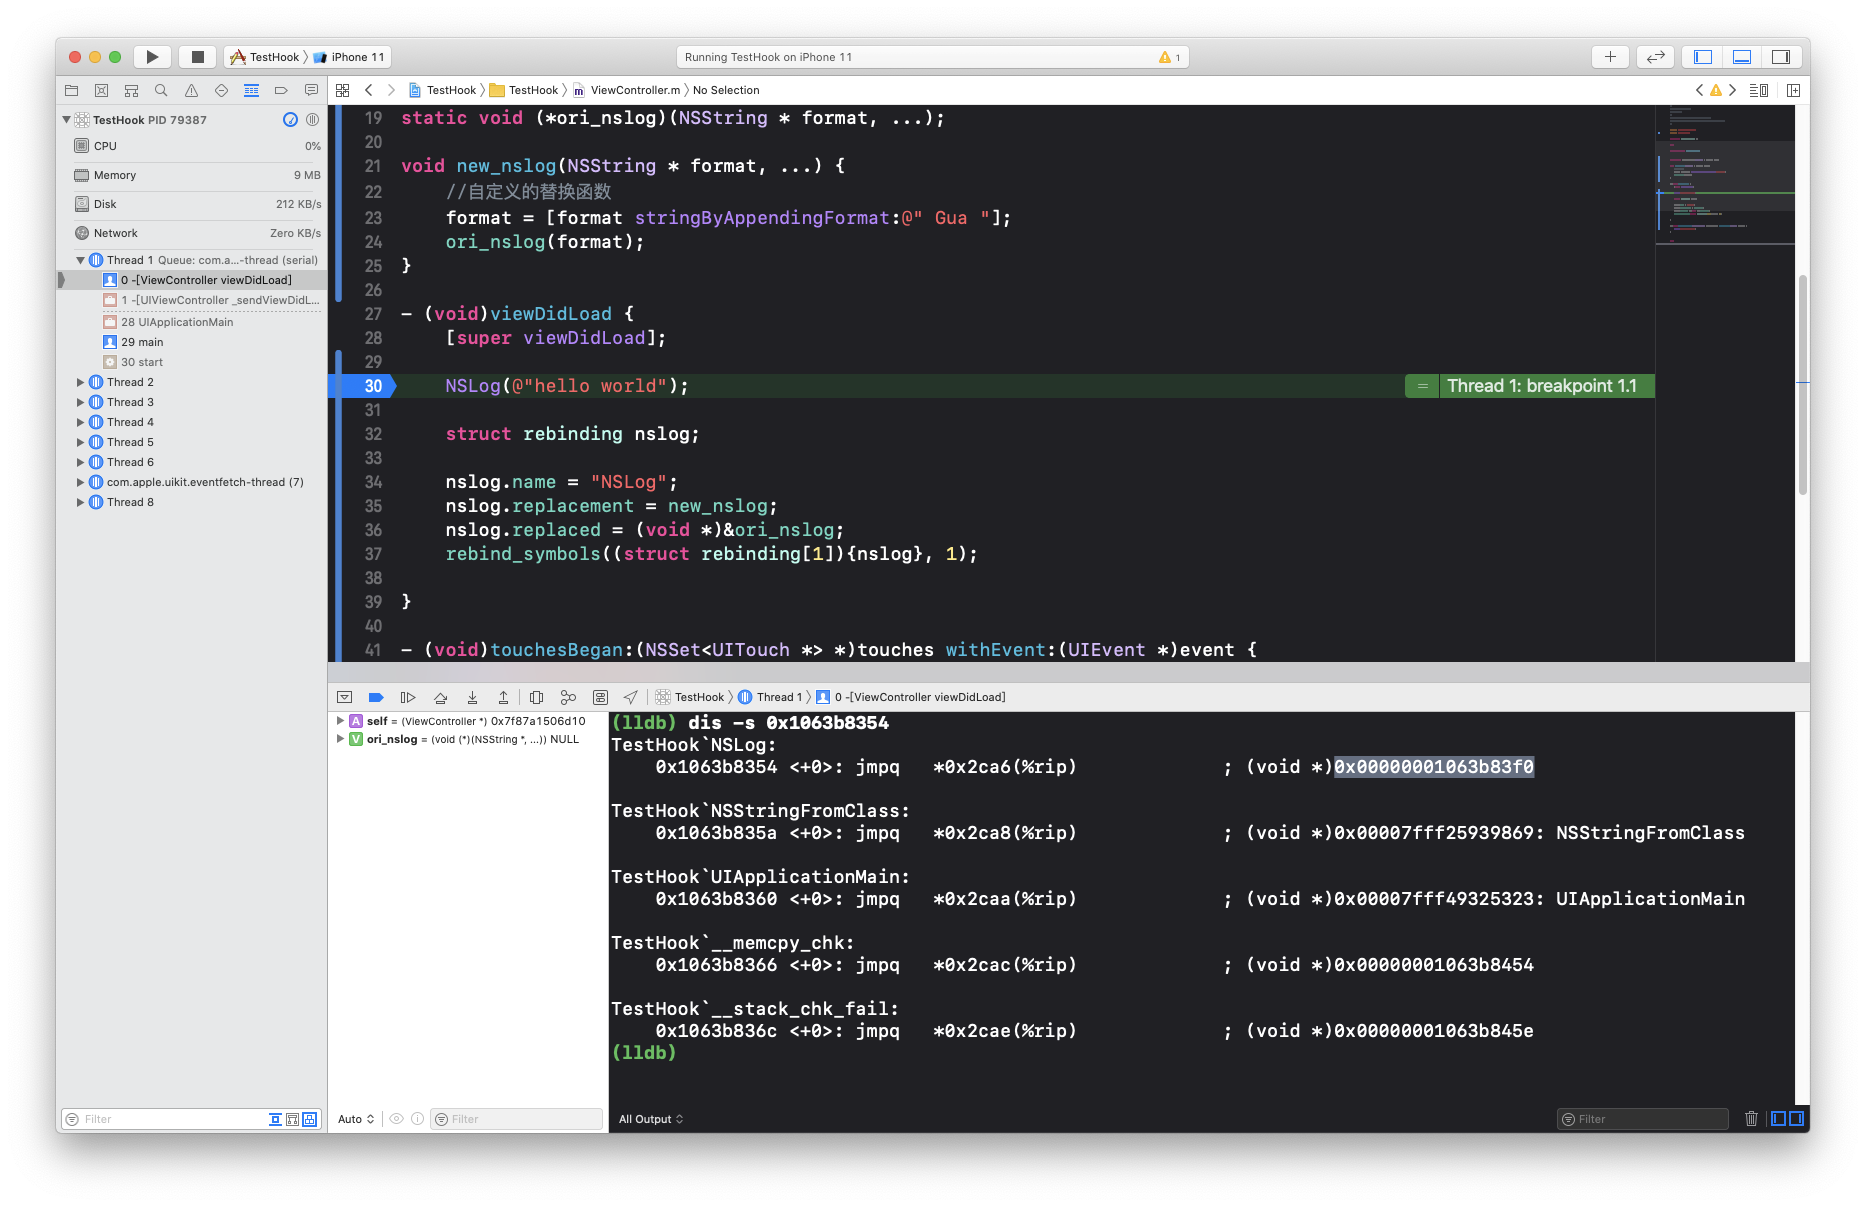 TestHook 〉 iPhone 11
Running TestHook on iPhone 11
1
TestHook 〉 TestHook 〉 ViewController.m 〉 No Selection
TestHook PID 79387
CPU 0%
Memory 9 MB
Disk 212 KB/s
Network Zero KB/s
Thread 1 Queue: com.a...-thread (serial)
0 -[ViewController viewDidLoad]
1 -[UIViewController _sendViewDidL...
28 UIApplicationMain
29 main
30 start
Thread 2
Thread 3
Thread 4
Thread 5
Thread 6
com.apple.uikit.eventfetch-thread (7)
Thread 8
Filter
19 static void (*ori_nslog)(NSString * format, ...);
20
21 void new_nslog(NSString * format, ...) {
22     //自定义的替换函数
23     format = [format stringByAppendingFormat:@" Gua "];
24     ori_nslog(format);
25 }
26
27 - (void)viewDidLoad {
28     [super viewDidLoad];
29
30     NSLog(@"hello world"); = Thread 1: breakpoint 1.1
31
32     struct rebinding nslog;
33
34     nslog.name = "NSLog";
35     nslog.replacement = new_nslog;
36     nslog.replaced = (void *)&ori_nslog;
37     rebind_symbols((struct rebinding[1]){nslog}, 1);
38
39 }
40
41 - (void)touchesBegan:(NSSet<UITouch *> *)touches withEvent:(UIEvent *)event {
TestHook 〉 Thread 1 〉 0 -[ViewController viewDidLoad]
A self = (ViewController *) 0x7f87a1506d10
V ori_nslog = (void (*)(NSString *, ...)) NULL
Auto
Filter
(lldb) dis -s 0x1063b8354
TestHook`NSLog:
    0x1063b8354 <+0>: jmpq   *0x2ca6(%rip)             ; (void *)0x00000001063b83f0
TestHook`NSStringFromClass:
    0x1063b835a <+0>: jmpq   *0x2ca8(%rip)             ; (void *)0x00007fff25939869: NSStringFromClass
TestHook`UIApplicationMain:
    0x1063b8360 <+0>: jmpq   *0x2caa(%rip)             ; (void *)0x00007fff49325323: UIApplicationMain
TestHook`__memcpy_chk:
    0x1063b8366 <+0>: jmpq   *0x2cac(%rip)             ; (void *)0x00000001063b8454
TestHook`__stack_chk_fail:
    0x1063b836c <+0>: jmpq   *0x2cae(%rip)             ; (void *)0x00000001063b845e
(lldb)
All Output
Filter